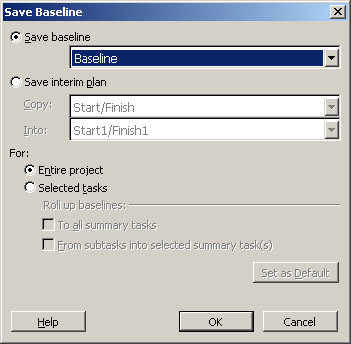 Save Baseline
Save baseline
Baseline
Save interim plan
Copy: Start/Finish
Into: Start1/Finish1
For:
Entire project
Selected tasks
Roll up baselines:
To all summary tasks
From subtasks into selected summary task(s)
Set as Default
Help OK Cancel